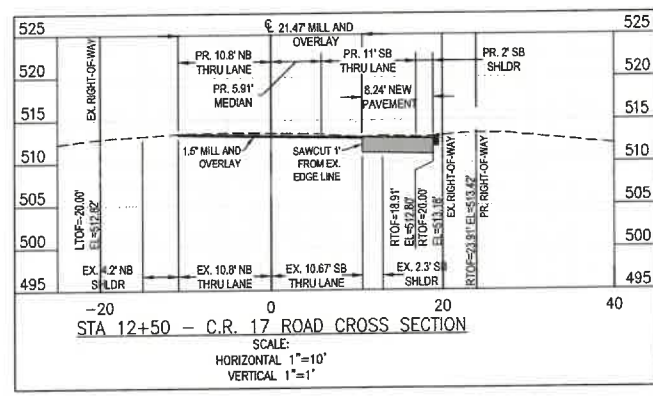 ℄ 21.47' MILL AND
OVERLAY
525
525
PR. 10.8' NB
THRU LANE
PR. 11' SB
THRU LANE
PR. 2' SB
SHLDR
EX. RIGHT-OF-WAY
PR. 5.91'
MEDIAN
8.24' NEW
PAVEMENT
520
520
515
515
510
510
1.5" MILL AND
OVERLAY
SAWCUT 1'
FROM EX.
EDGE LINE
505
505
500
500
495
495
LTOF=-20.00'
EL=512.82'
RTOF=18.91'
EL=512.80'
RTOF=20.00'
EL=513.18'
EX. RIGHT-OF-WAY
RTOF=23.91' EL=513.42'
PR. RIGHT-OF-WAY
EX. 4.2' NB
SHLDR
EX. 10.8' NB
THRU LANE
EX. 10.67' SB
THRU LANE
EX. 2.3' S
SHLDR
-20
0
20
40
STA 12+50 - C.R. 17 ROAD CROSS SECTION
SCALE:
HORIZONTAL 1"=10'
VERTICAL 1"=1'